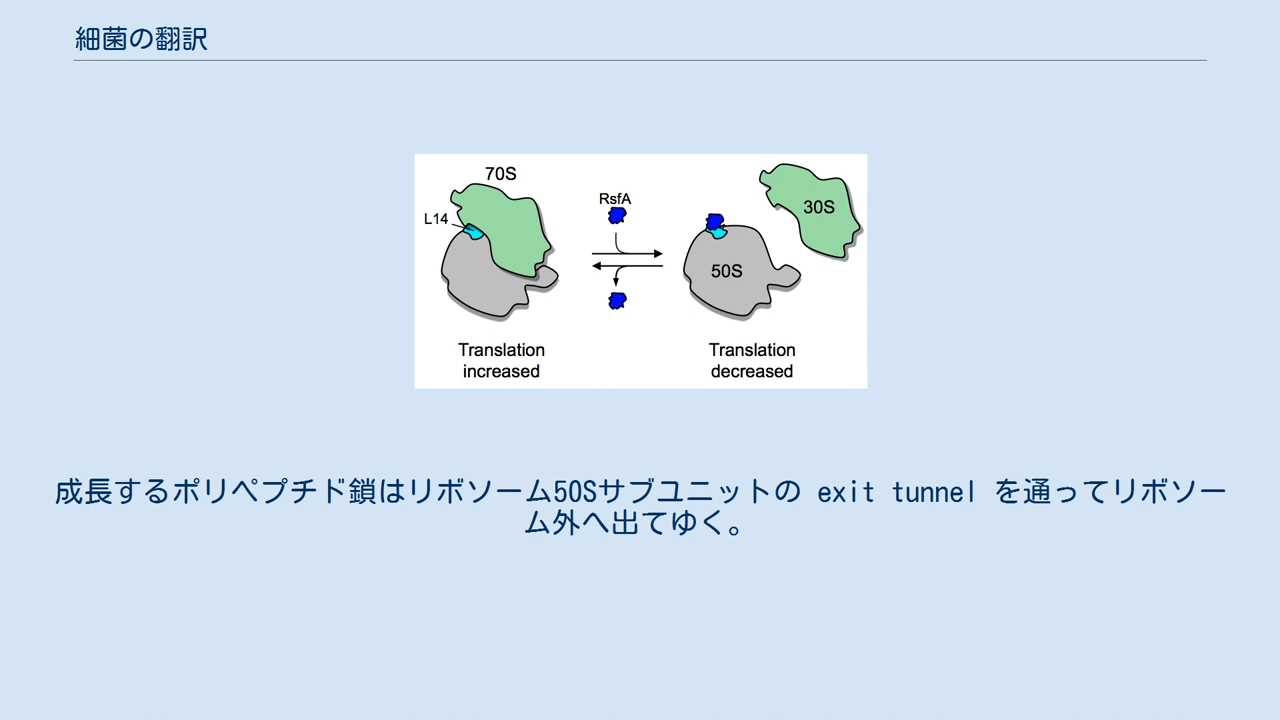 細菌の翻訳
70S
L14
RsfA
30S
50S
Translation
increased
Translation
decreased
成長するポリペプチド鎖はリボソーム50Sサブユニットの exit tunnel を通ってリボソー
ム外へ出てゆく。